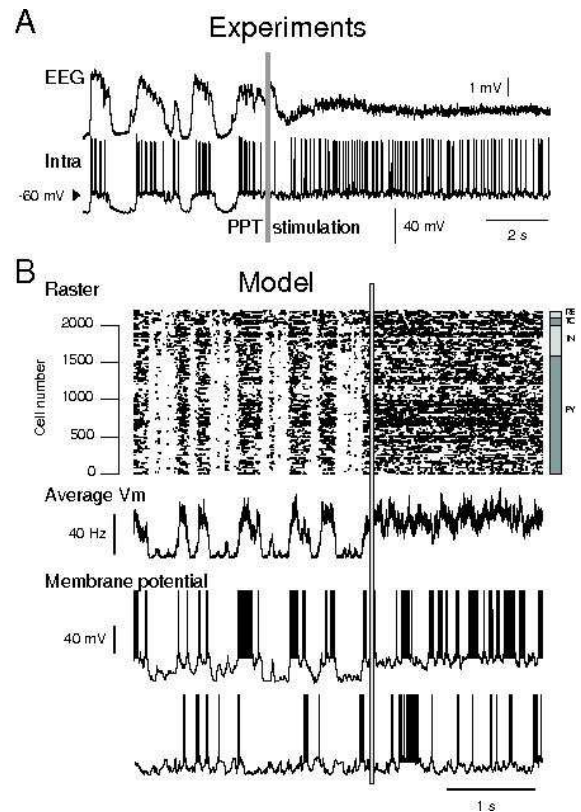 A
Experiments
EEG
1 mV
Intra
-60 mV
PPT stimulation
40 mV
2 s
B
Model
Raster
2000
1500
1000
500
0
Cell number
RE
TC
IN
PY
Average Vm
40 Hz
Membrane potential
40 mV
1 s